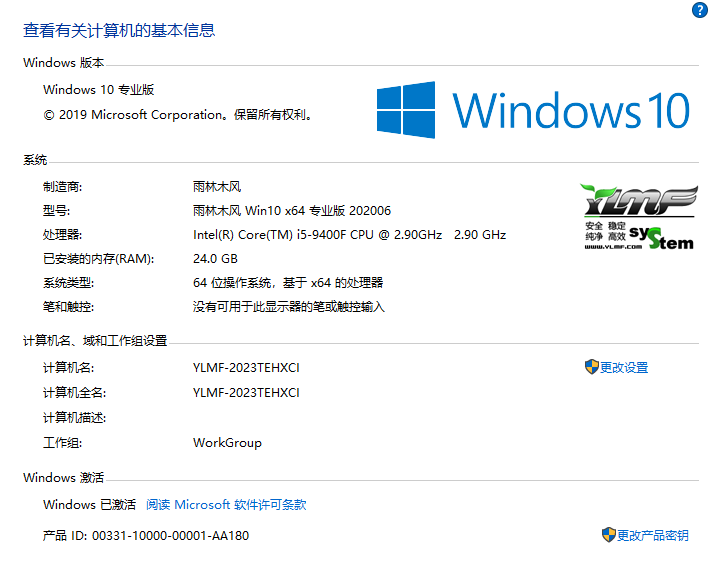 ?
查看有关计算机的基本信息
Windows 版本
Windows 10 专业版
© 2019 Microsoft Corporation。保留所有权利。
Windows 10
系统
制造商: 雨林木风
型号: 雨林木风 Win10 x64 专业版 202006
处理器: Intel(R) Core(TM) i5-9400F CPU @ 2.90GHz 2.90 GHz
已安装的内存(RAM): 24.0 GB
系统类型: 64 位操作系统，基于 x64 的处理器
笔和触控: 没有可用于此显示器的笔或触控输入
YLMF
安全 稳定
纯净 高效 syStem
www.YLMF.com
计算机名、域和工作组设置
计算机名: YLMF-2023TEHXCI 更改设置
计算机全名: YLMF-2023TEHXCI
计算机描述:
工作组: WorkGroup
Windows 激活
Windows 已激活 阅读 Microsoft 软件许可条款
产品 ID: 00331-10000-00001-AA180 更改产品密钥